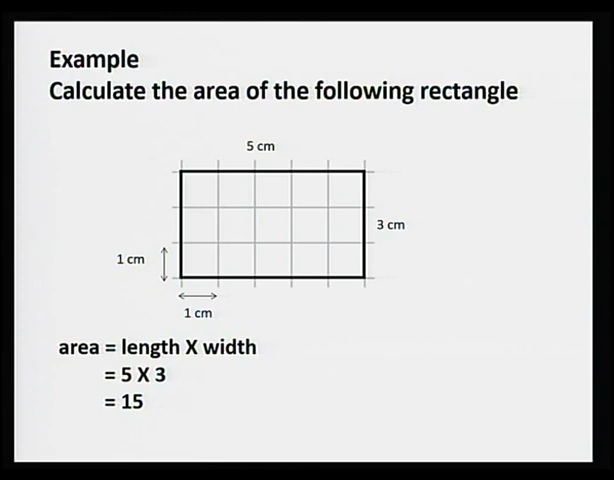 Example
Calculate the area of the following rectangle
5 cm
3 cm
1 cm
1 cm
area = length X width
= 5 X 3
= 15